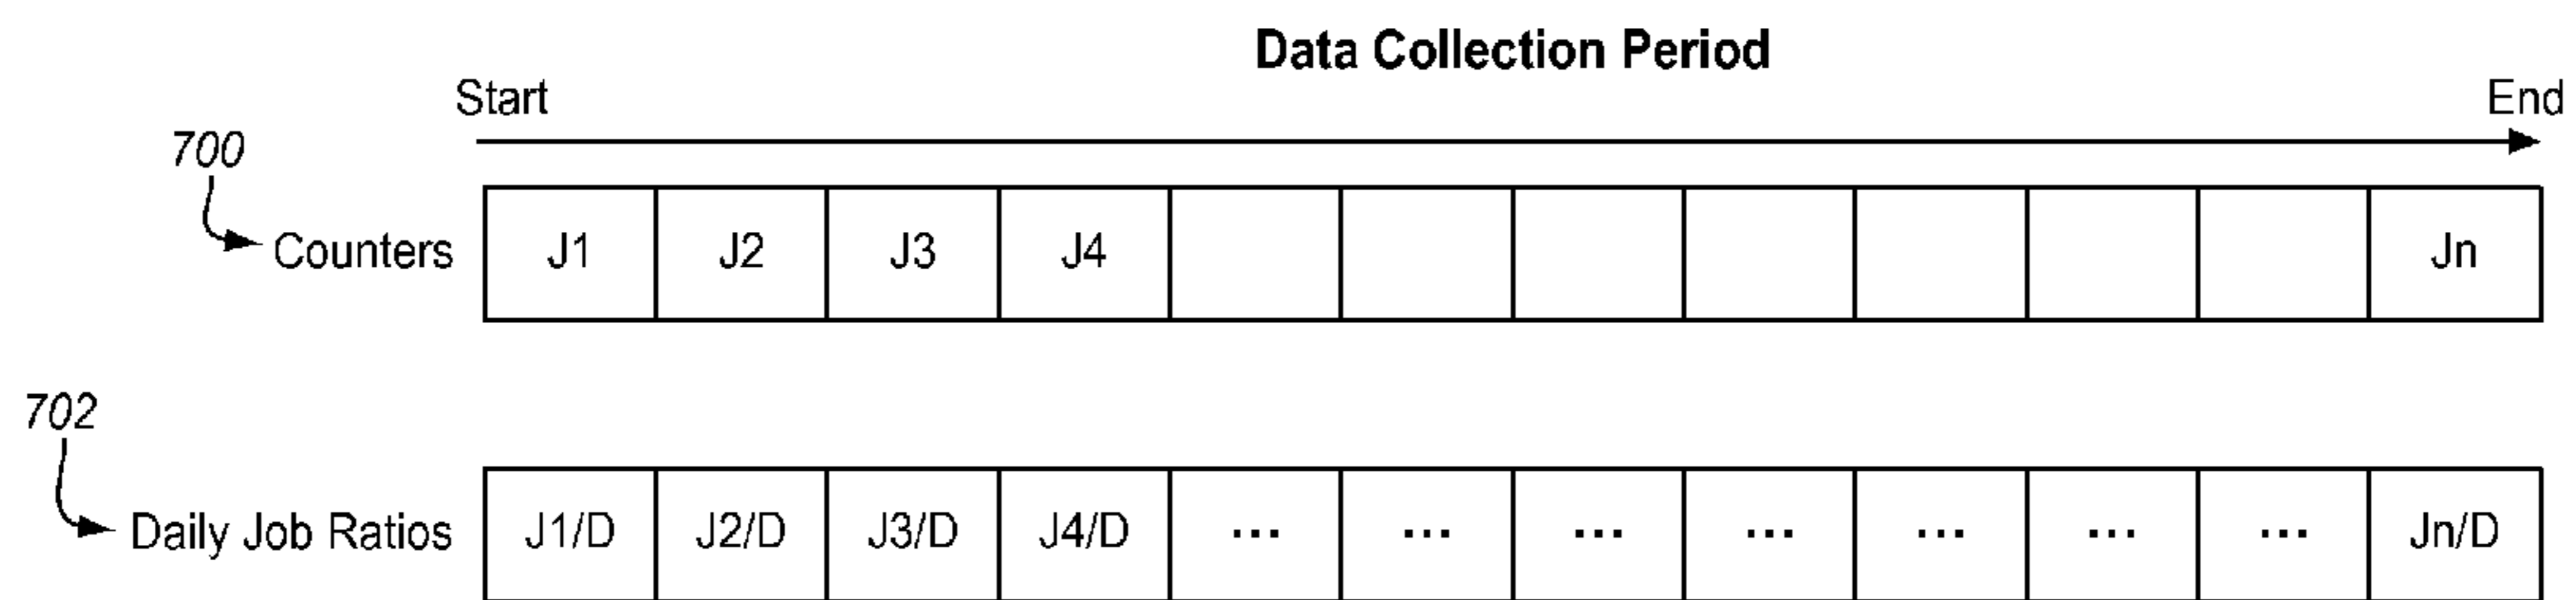 Data Collection Period
Start End
700
Counters J1 J2 J3 J4 Jn
702
Daily Job Ratios J1/D J2/D J3/D J4/D ... ... ... ... ... ... ... Jn/D